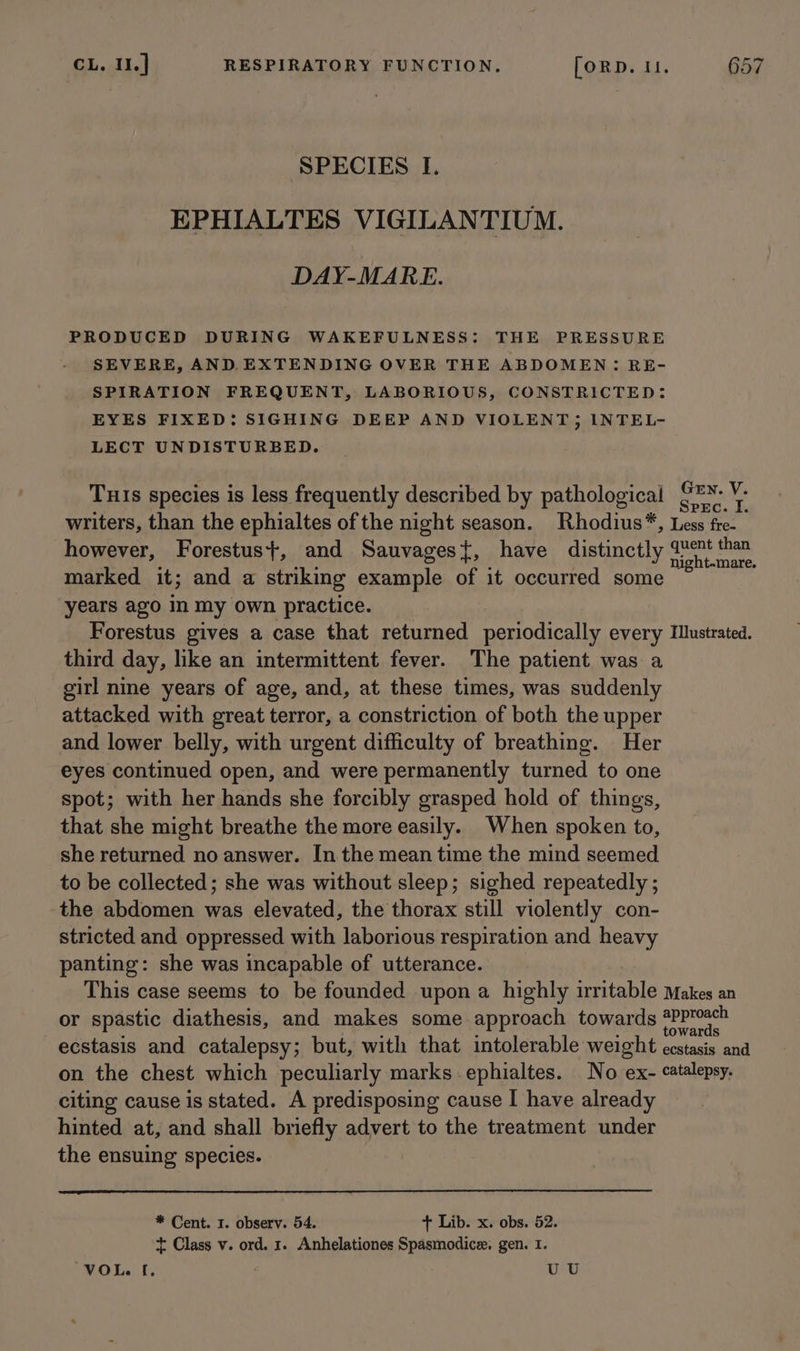 CL. II.] RESPIRATORY FUNCTION. [ORD. II. 657
SPECIES I.
EPHIALTES VIGILANTIUM.
DAY-MARE.
PRODUCED DURING WAKEFULNESS: THE PRESSURE
SEVERE, AND EXTENDING OVER THE ABDOMEN: RE-
SPIRATION FREQUENT, LABORIOUS, CONSTRICTED:
EYES FIXED: SIGHING DEEP AND VIOLENT; INTEL-
LECT UNDISTURBED.
THIS species is less frequently described by pathological
writers, than the ephialtes of the night season. Rhodius*,
however, Forestus†, and Sauvages‡, have distinctly
marked it; and a striking example of it occurred some
years ago in my own practice.
GEN. V.
SPEC. I.
Less fre-
quent than
night-mare.
Forestus gives a case that returned periodically every
third day, like an intermittent fever. The patient was a
girl nine years of age, and, at these times, was suddenly
attacked with great terror, a constriction of both the upper
and lower belly, with urgent difficulty of breathing. Her
eyes continued open, and were permanently turned to one
spot; with her hands she forcibly grasped hold of things,
that she might breathe the more easily. When spoken to,
she returned no answer. In the mean time the mind seemed
to be collected; she was without sleep; sighed repeatedly;
the abdomen was elevated, the thorax still violently con-
stricted and oppressed with laborious respiration and heavy
panting: she was incapable of utterance.
Illustrated.
This case seems to be founded upon a highly irritable
or spastic diathesis, and makes some approach towards
ecstasis and catalepsy; but, with that intolerable weight
on the chest which peculiarly marks ephialtes. No ex-
citing cause is stated. A predisposing cause I have already
hinted at, and shall briefly advert to the treatment under
the ensuing species.
Makes an
approach
towards
ecstasis and
catalepsy.
* Cent. I. observ. 54. † Lib. x. obs. 52.
‡ Class v. ord. I. Anhelationes Spasmodicæ. gen. I.
VOL. I. U U